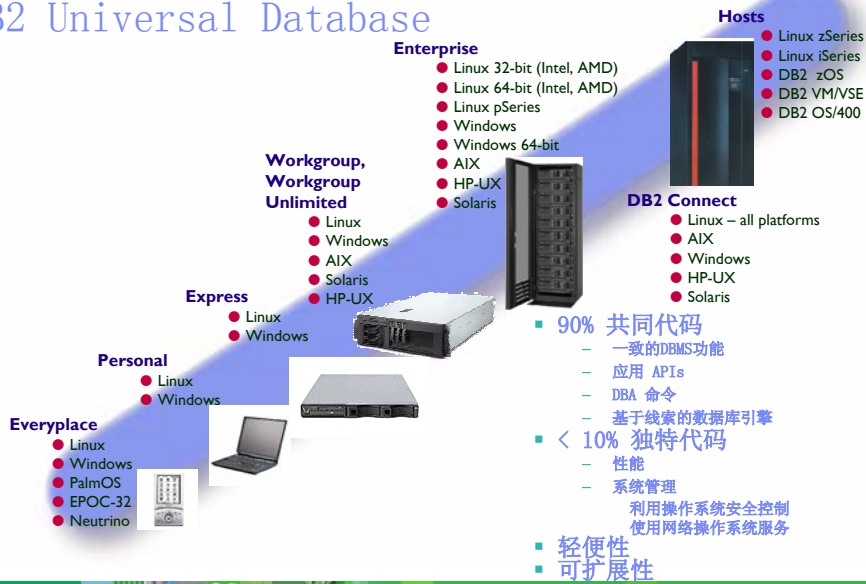 32 Universal Database
Hosts
Linux zSeries
Linux iSeries
DB2 zOS
DB2 VM/VSE
DB2 OS/400
Enterprise
Linux 32-bit (Intel, AMD)
Linux 64-bit (Intel, AMD)
Linux pSeries
Windows
Windows 64-bit
AIX
HP-UX
Solaris
Workgroup,
Workgroup
Unlimited
Linux
Windows
AIX
Solaris
HP-UX
DB2 Connect
Linux – all platforms
AIX
Windows
HP-UX
Solaris
Express
Linux
Windows
Personal
Linux
Windows
Everyplace
Linux
Windows
PalmOS
EPOC-32
Neutrino
90% 共同代码
– 一致的DBMS功能
– 应用 APIs
– DBA 命令
– 基于线索的数据库引擎
< 10% 独特代码
– 性能
– 系统管理
利用操作系统安全控制
使用网络操作系统服务
轻便性
可扩展性